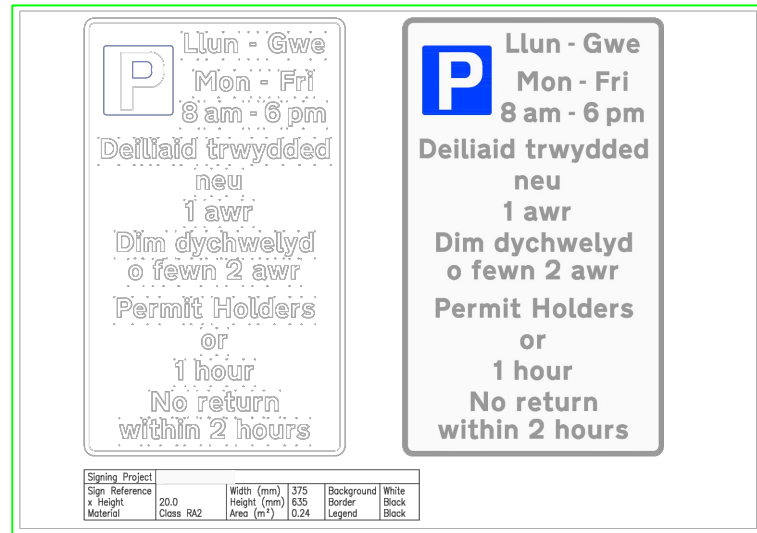 P
Llun - Gwe
Mon - Fri
8 am - 6 pm
Deiliaid trwydded
neu
1 awr
Dim dychwelyd
o fewn 2 awr
Permit Holders
or
1 hour
No return
within 2 hours
P
Llun - Gwe
Mon - Fri
8 am - 6 pm
Deiliaid trwydded
neu
1 awr
Dim dychwelyd
o fewn 2 awr
Permit Holders
or
1 hour
No return
within 2 hours
Signing Project
Sign Reference Width (mm) 375 Background White
x Height 20.0 Height (mm) 635 Border Black
Material Class RA2 Area (m²) 0.24 Legend Black